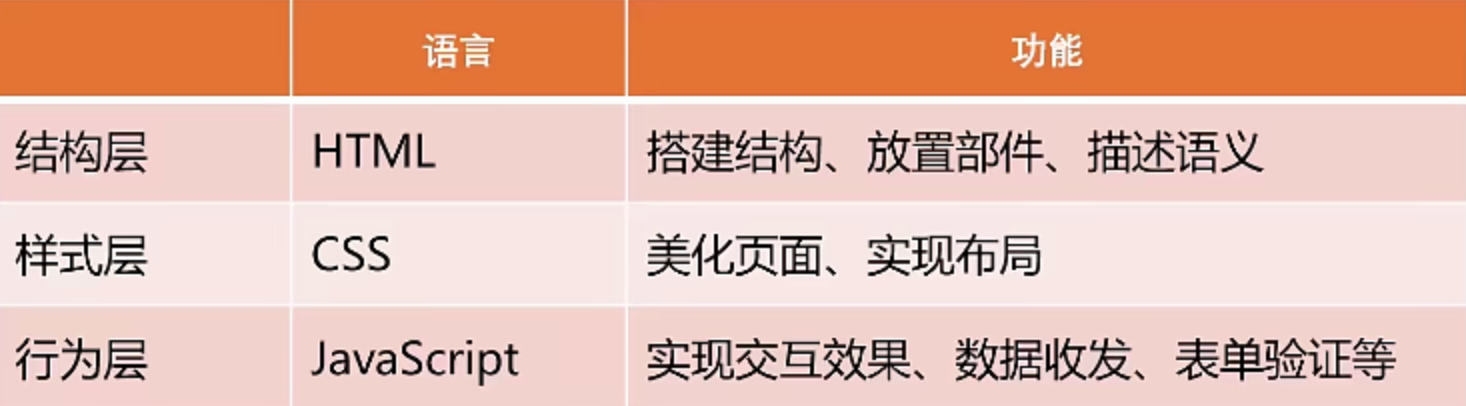 语言 功能
结构层 HTML 搭建结构、放置部件、描述语义
样式层 CSS 美化页面、实现布局
行为层 JavaScript 实现交互效果、数据收发、表单验证等